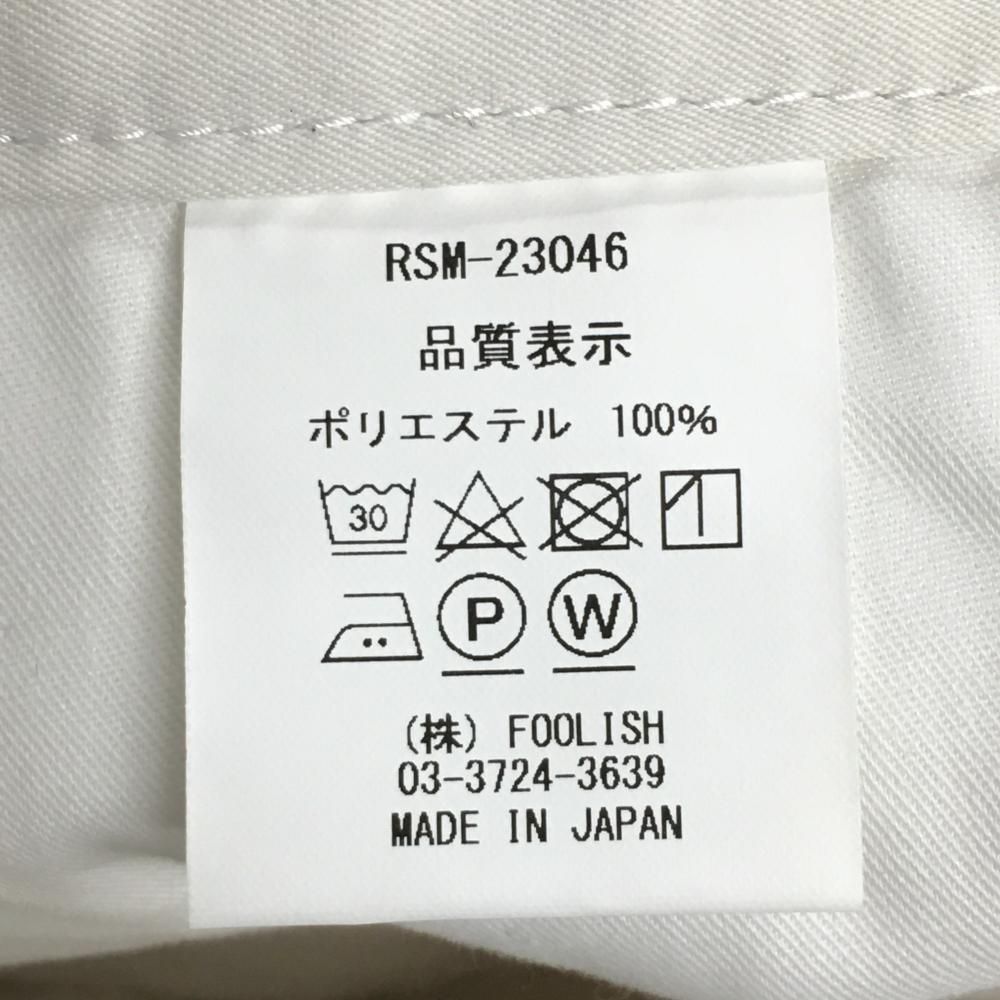 RSM-23046
品質表示
ポリエステル 100%
30
P W
(株) FOOLISH
03-3724-3639
MADE IN JAPAN